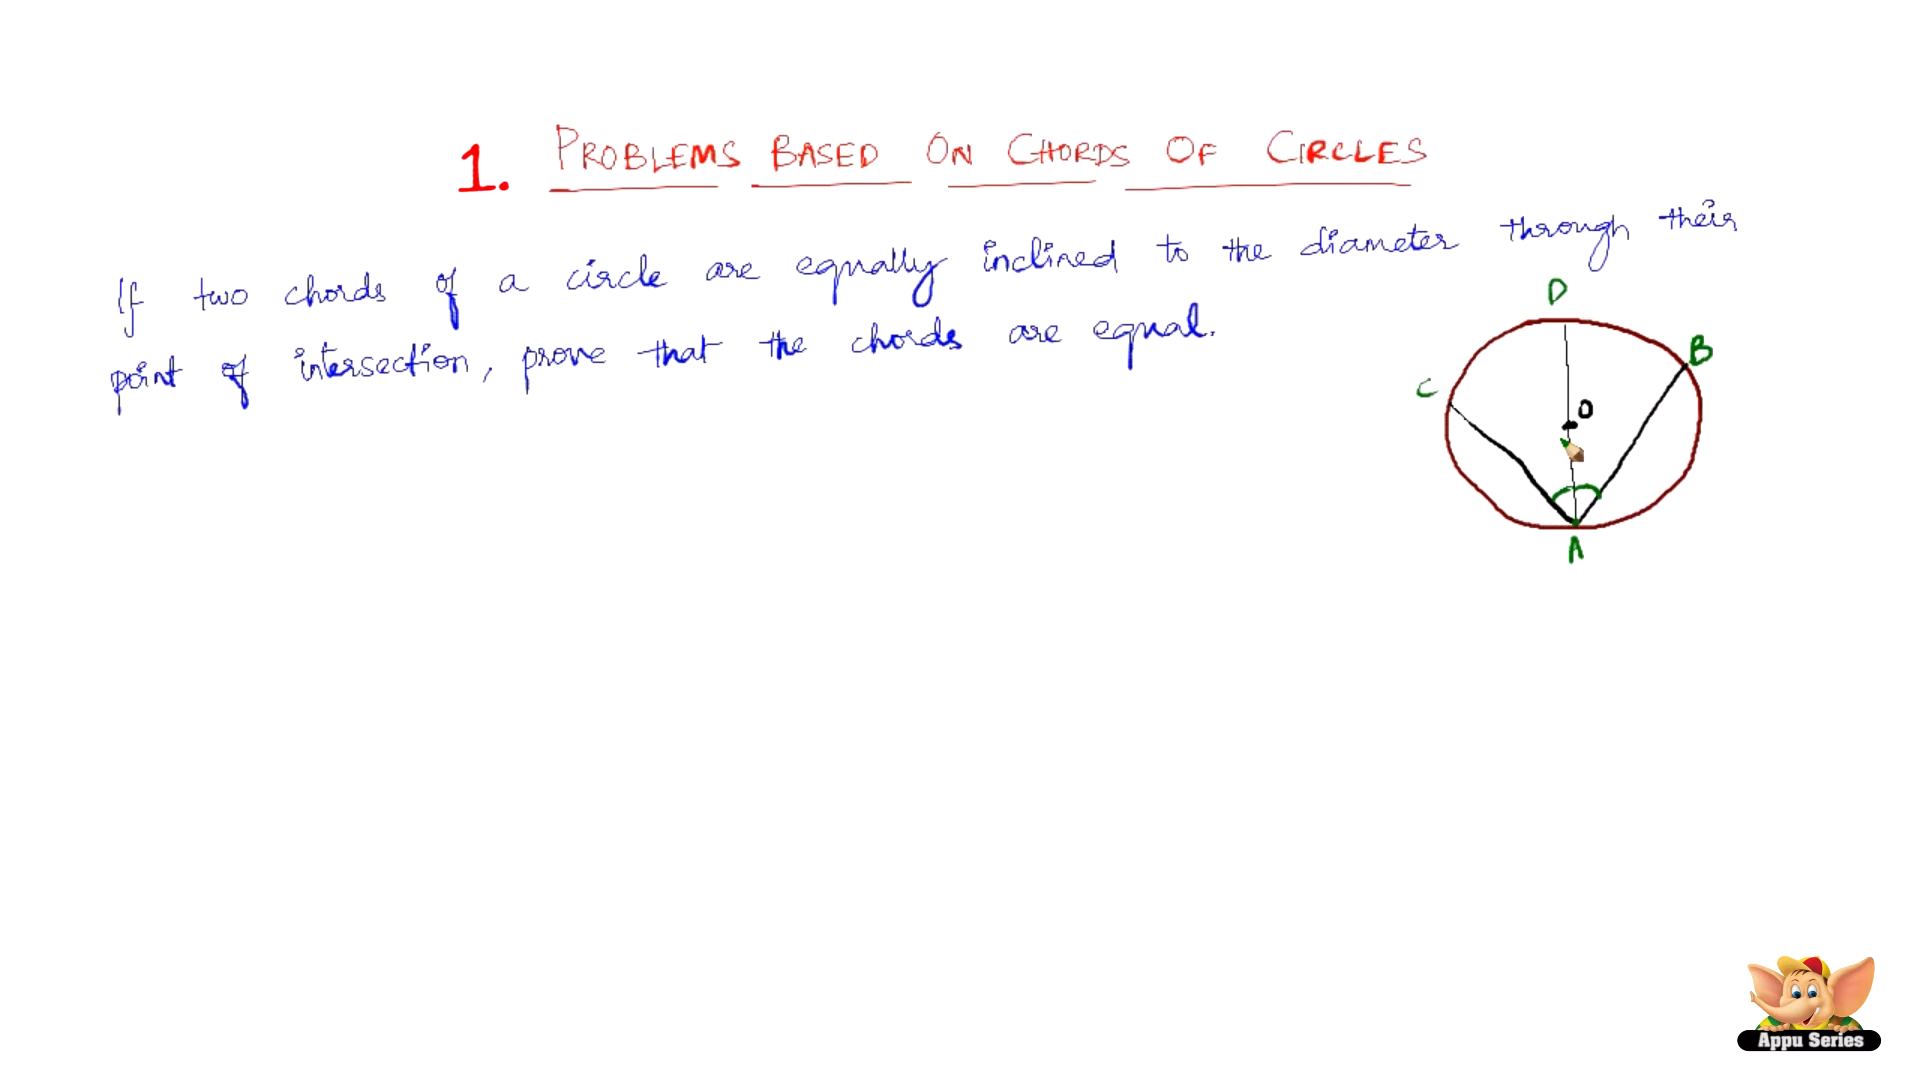 1. PROBLEMS BASED ON CHORDS OF CIRCLES
If two chords of a circle are equally inclined to the diameter through their
point of intersection, prove that the chords are equal.
D
B
C
O
A
Appu Series